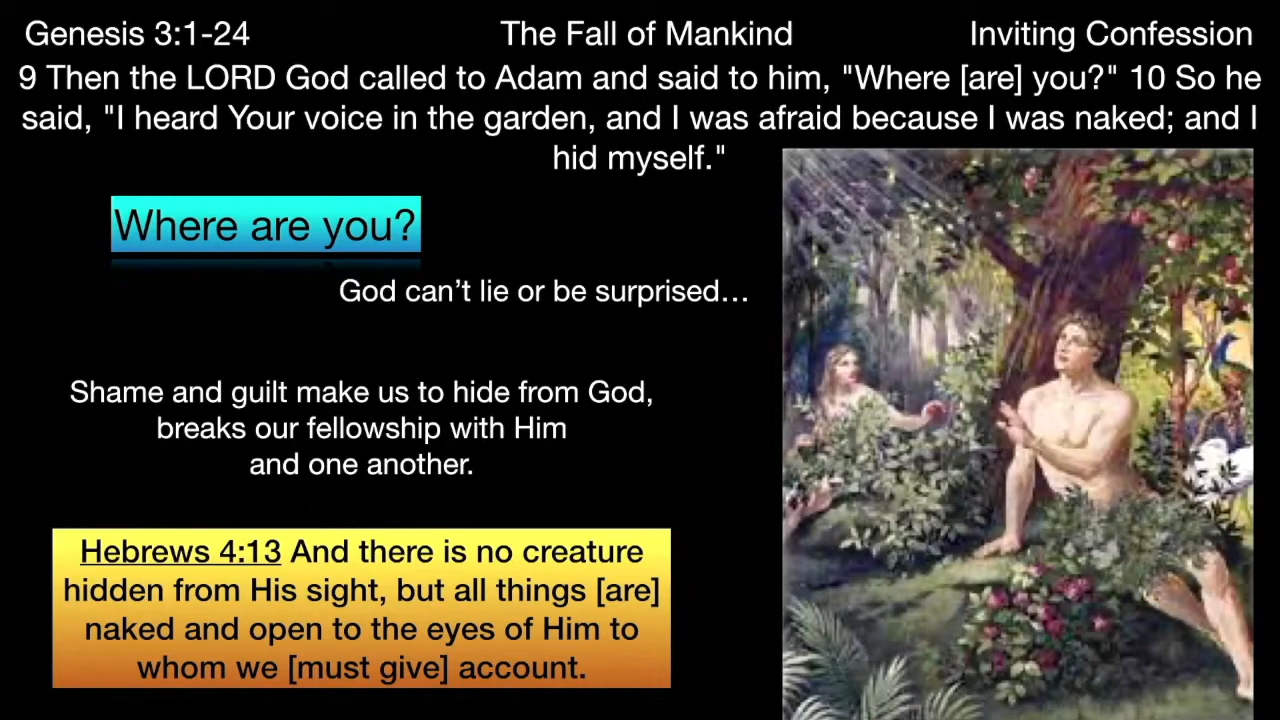 Genesis 3:1-24 The Fall of Mankind Inviting Confession
9 Then the LORD God called to Adam and said to him, "Where [are] you?" 10 So he
said, "I heard Your voice in the garden, and I was afraid because I was naked; and I
hid myself."
Where are you?
God can’t lie or be surprised…
Shame and guilt make us to hide from God,
breaks our fellowship with Him
and one another.
Hebrews 4:13 And there is no creature
hidden from His sight, but all things [are]
naked and open to the eyes of Him to
whom we [must give] account.